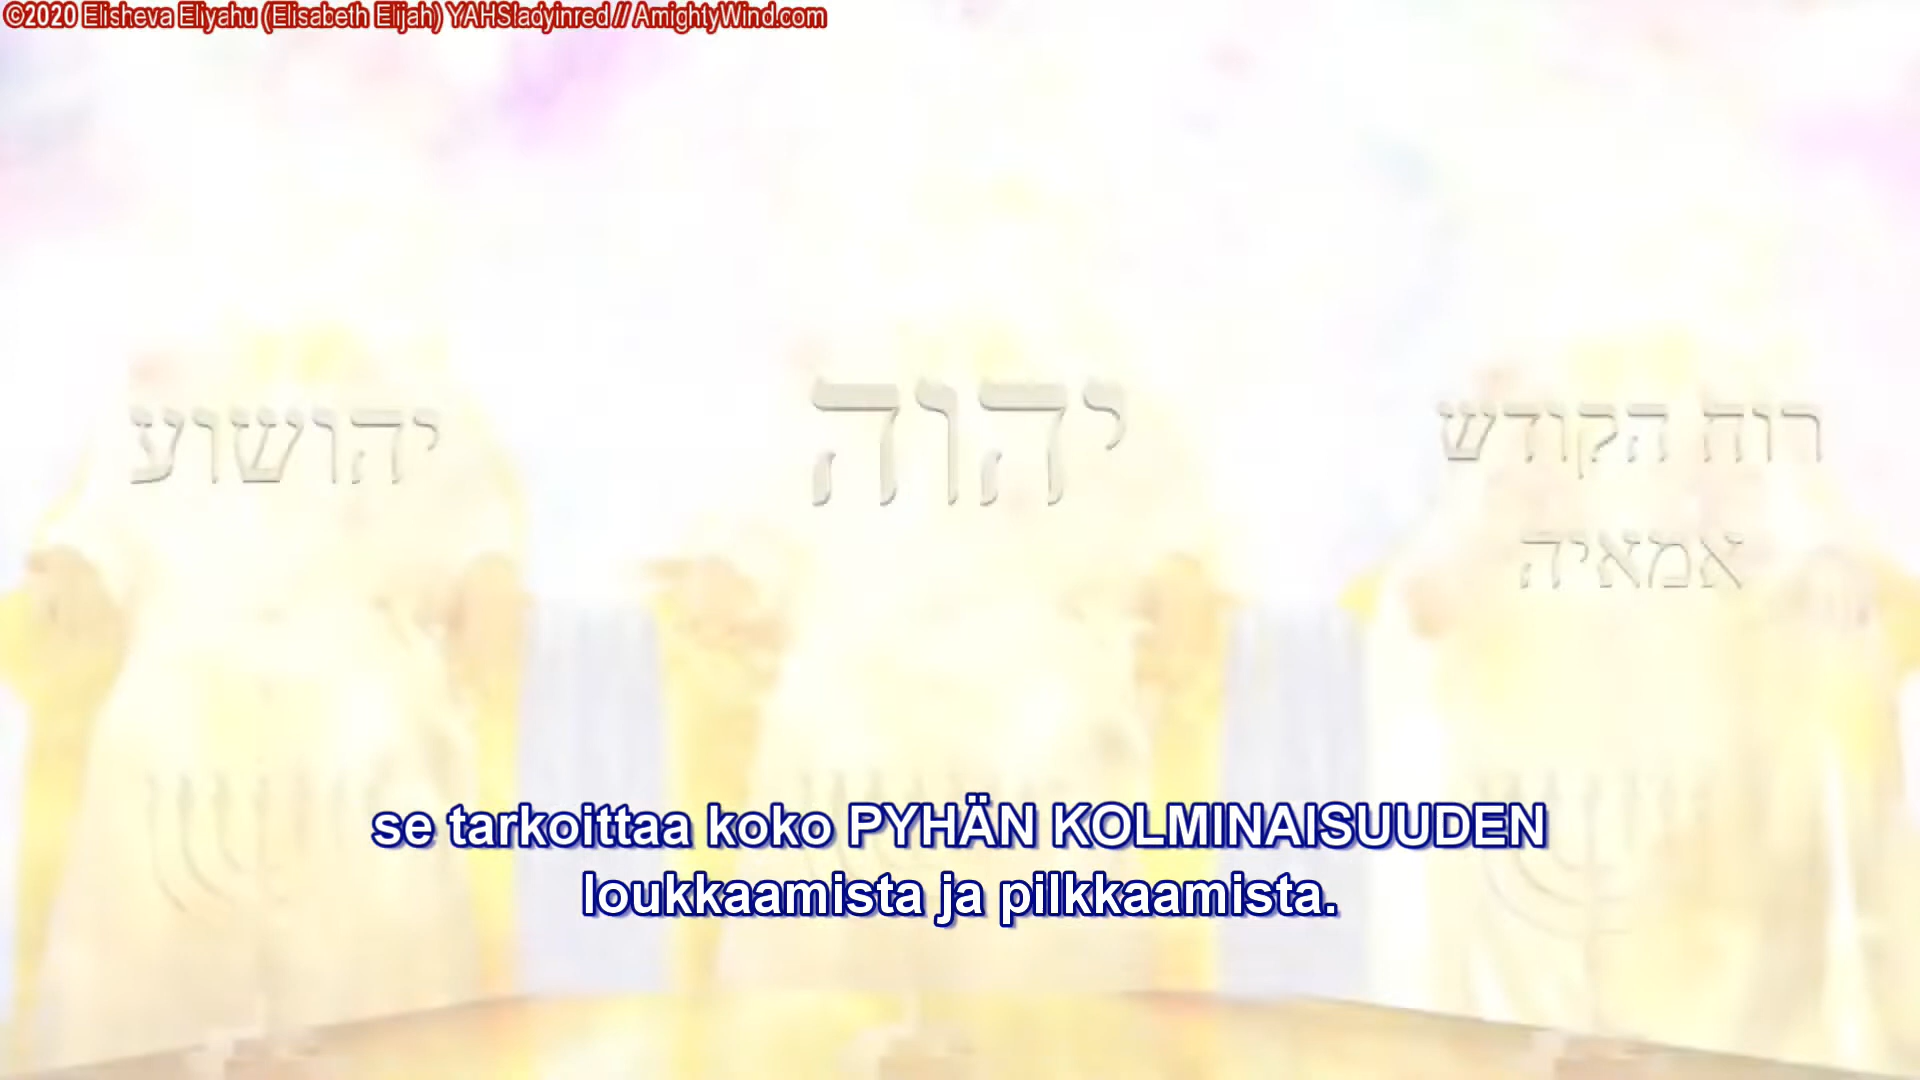 ©2020 Elisheva Eliyahu (Elisabeth Elijah) YAHSladyinred // AmightyWind.com
יהושוע
יהוה
רוח הקודש
אמאיה
se tarkoittaa koko PYHÄN KOLMINAISUUDEN
loukkaamista ja pilkkaamista.